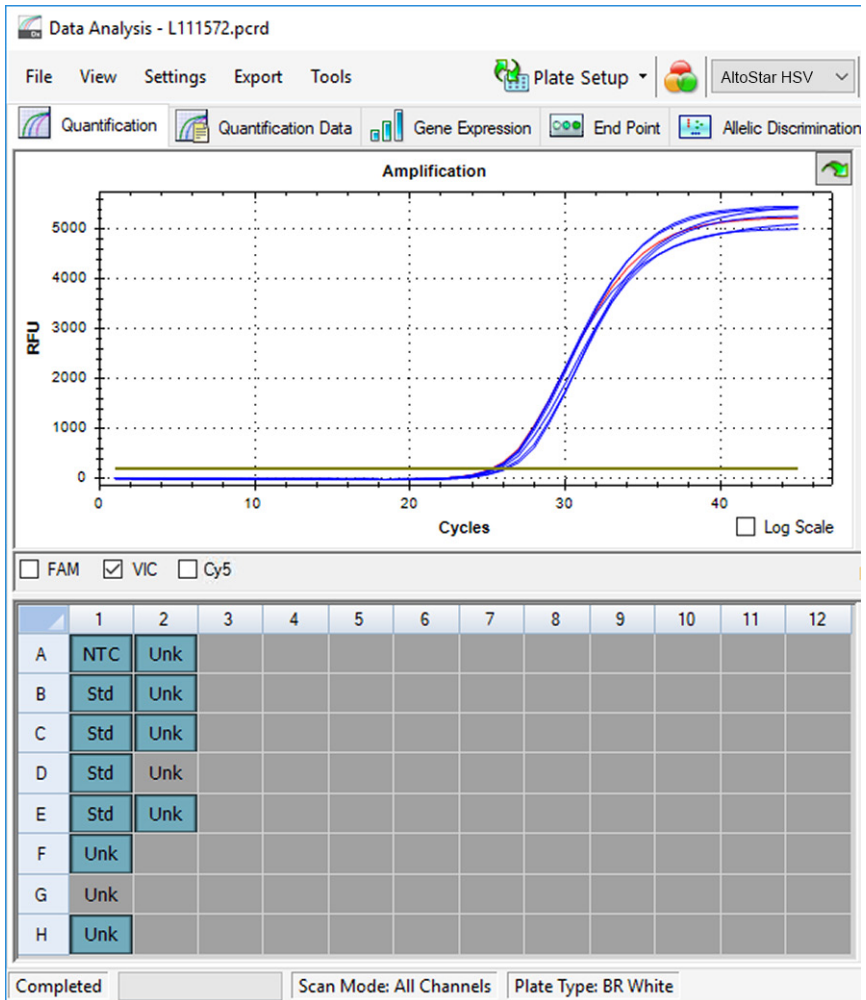 Data Analysis - L111572.pcrd
File View Settings Export Tools Plate Setup AltoStar HSV
Quantification Quantification Data Gene Expression End Point Allelic Discrimination
Amplification
5000
4000
3000
RFU
2000
1000
0
0 10 20 30 40
Cycles
Log Scale
FAM VIC Cy5
1 2 3 4 5 6 7 8 9 10 11 12
A NTC Unk
B Std Unk
C Std Unk
D Std Unk
E Std Unk
F Unk
G Unk
H Unk
Completed Scan Mode: All Channels Plate Type: BR White